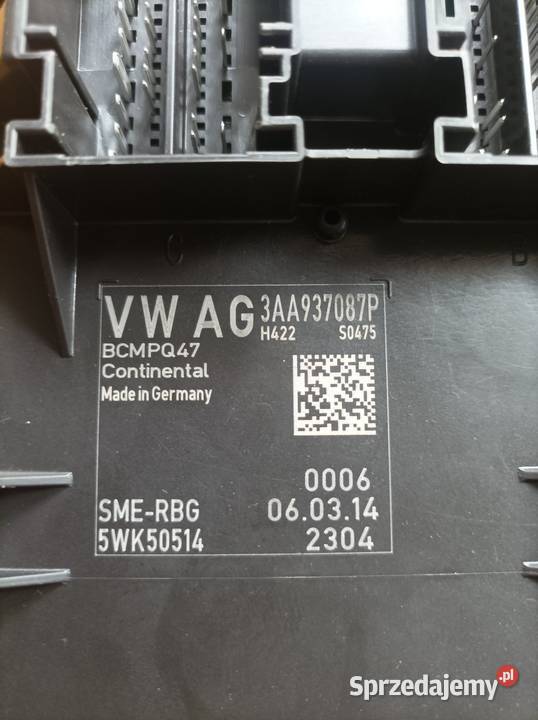 VW AG 3AA937087P
H422 S0475
BCMPQ47
Continental
Made in Germany
0006
SME-RBG 06.03.14
5WK50514 2304
Sprzedajemy.pl